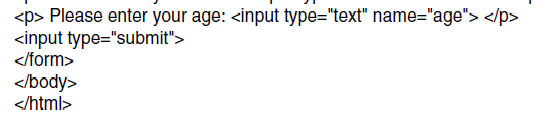 <p> Please enter your age: <input type="text" name="age"> </p>
<input type="submit">
</form>
</body>
</html>